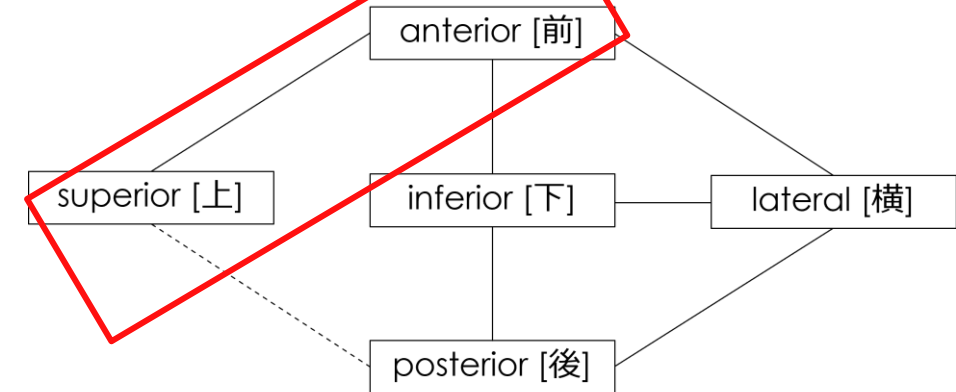 anterior [前]
superior [上]
inferior [下]
lateral [横]
posterior [後]